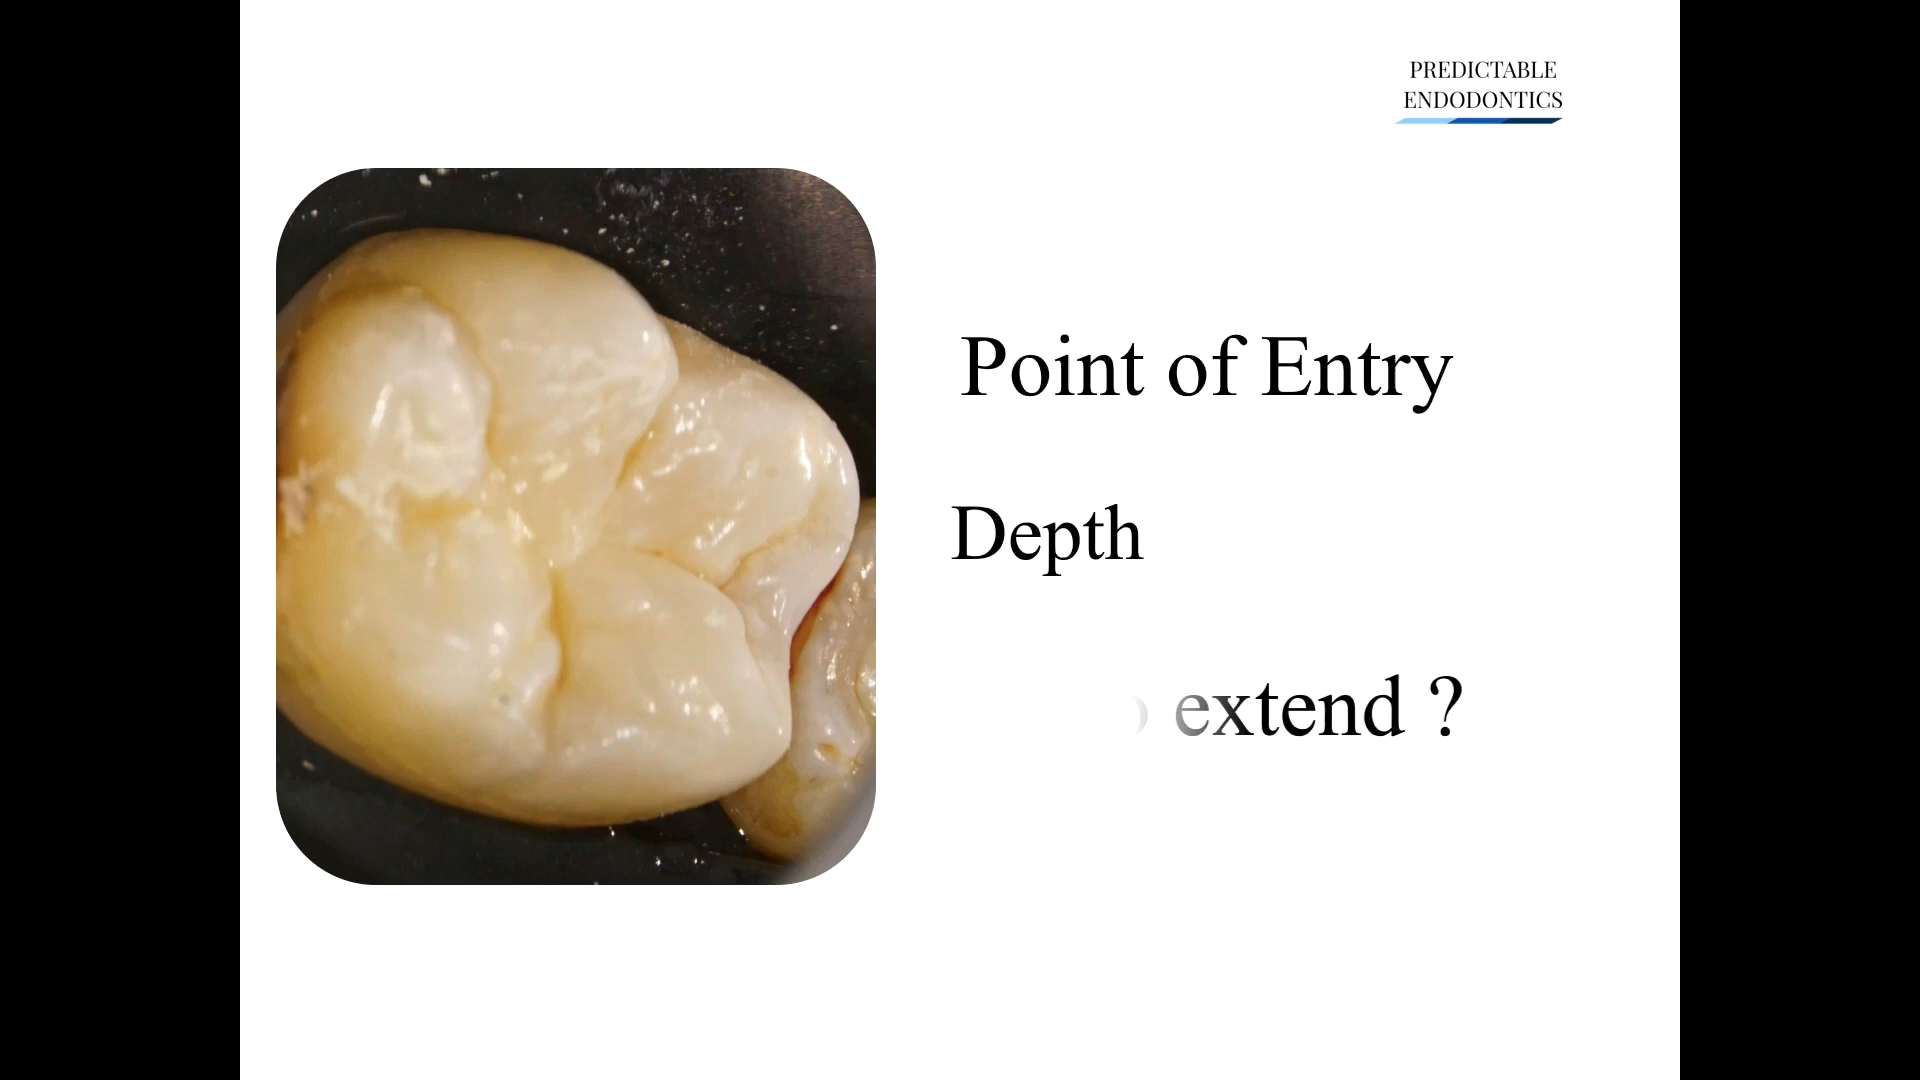 PREDICTABLE
ENDODONTICS
Point of Entry
Depth
extend ?